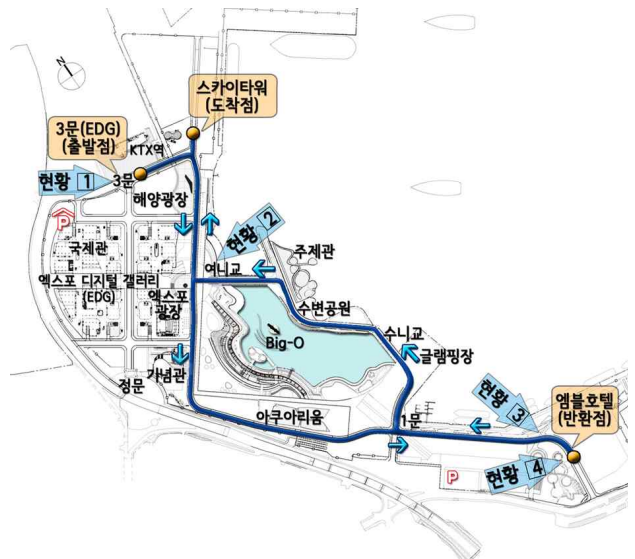 N
스카이타워
(도착점)
3문(EDG)
(출발점)
KTX역
현황 1
3문
해양광장
P
현황 2
국제관
여니교
주제관
엑스포 디지털 갤러리
(EDG)
엑스포
광장
수변공원
Big-O
수니교
글램핑장
기념관
정문
아쿠아리움
1문
현황 3
엠블호텔
(반환점)
현황 4
P